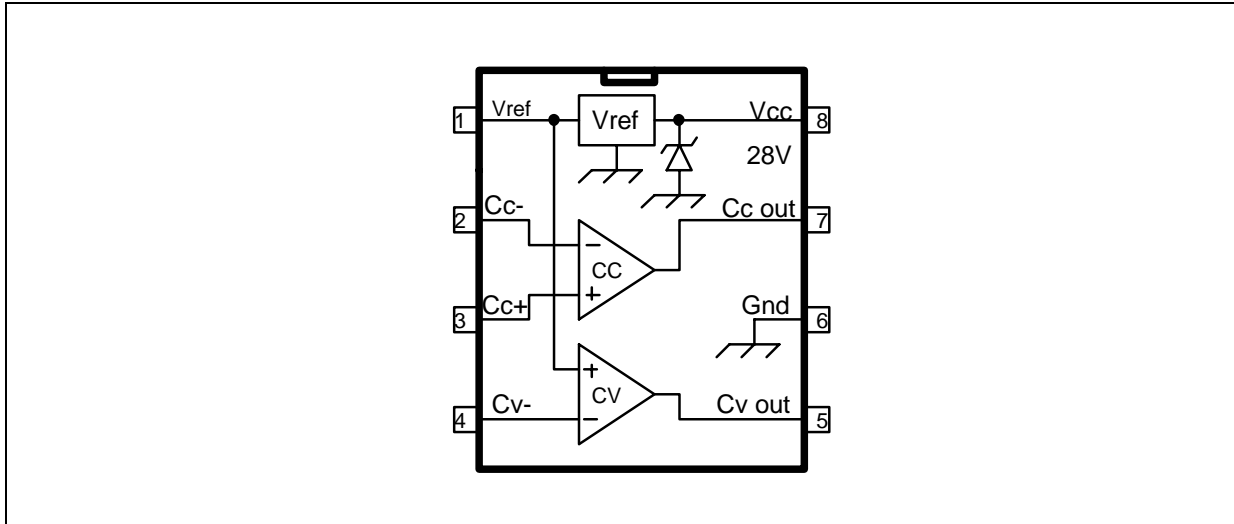 1 Vref Vref Vcc 8
28V
2 Cc- Cc out 7
− CC
3 Cc+ + Gnd 6
+ CV
4 Cv- − Cv out 5